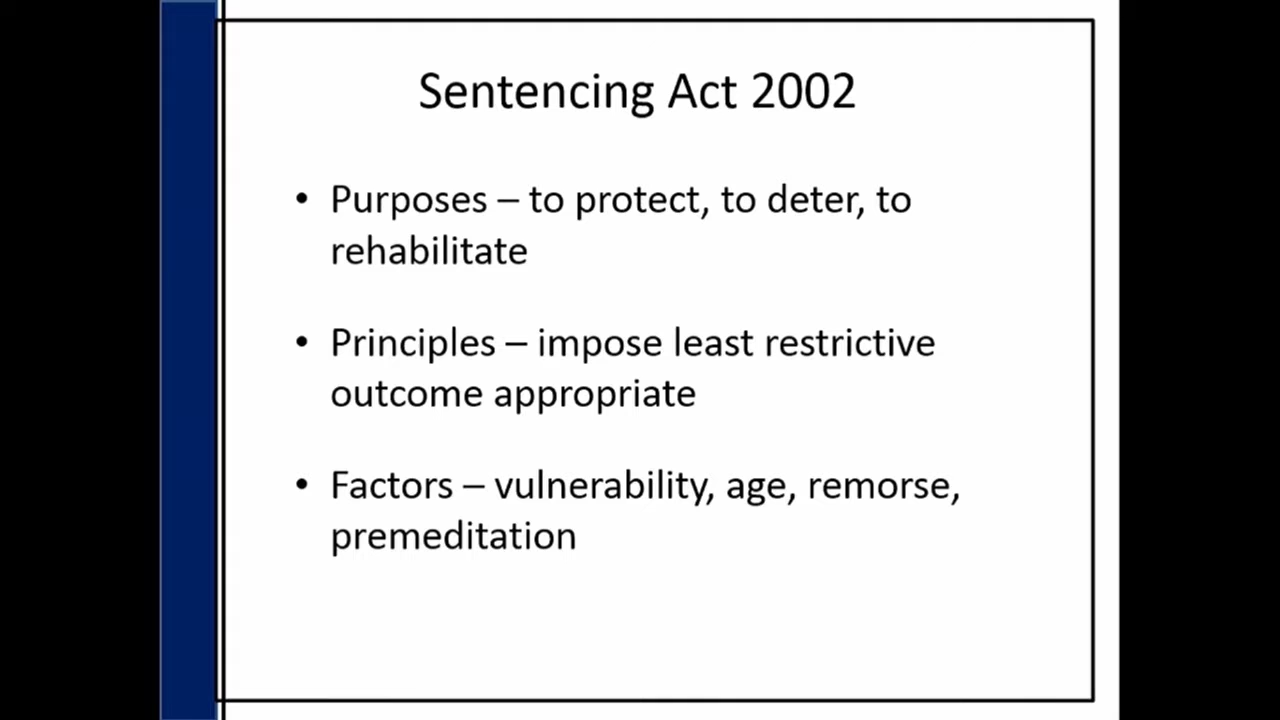 Sentencing Act 2002
• Purposes – to protect, to deter, to
rehabilitate
• Principles – impose least restrictive
outcome appropriate
• Factors – vulnerability, age, remorse,
premeditation